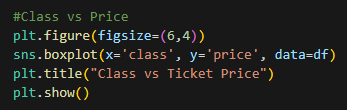 #Class vs Price
plt.figure(figsize=(6,4))
sns.boxplot(x='class', y='price', data=df)
plt.title("Class vs Ticket Price")
plt.show()